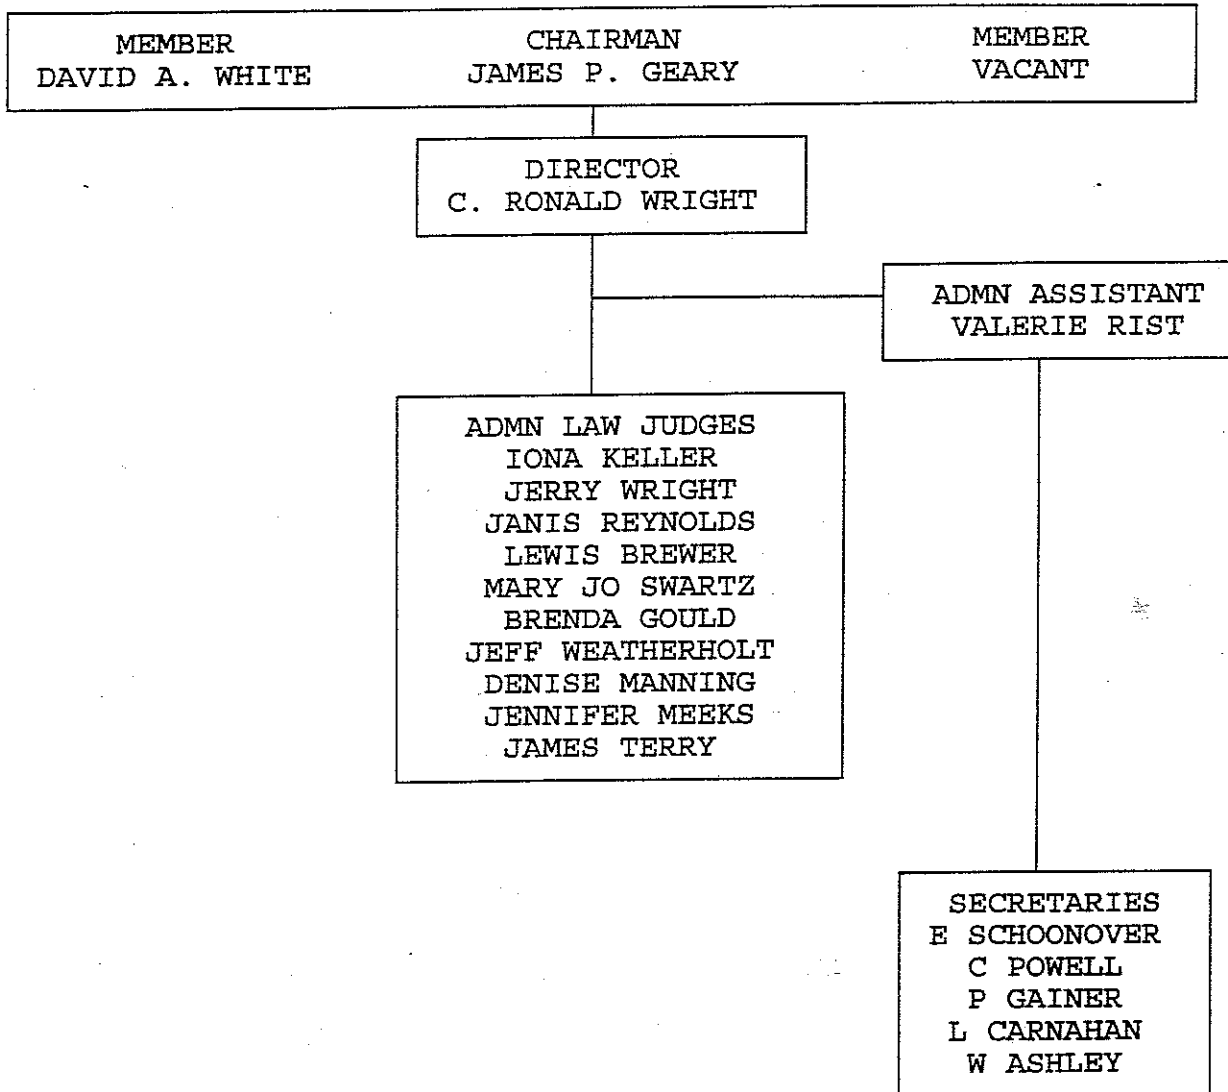 MEMBER
DAVID A. WHITE
CHAIRMAN
JAMES P. GEARY
MEMBER
VACANT
DIRECTOR
C. RONALD WRIGHT
ADMN ASSISTANT
VALERIE RIST
ADMN LAW JUDGES
IONA KELLER
JERRY WRIGHT
JANIS REYNOLDS
LEWIS BREWER
MARY JO SWARTZ
BRENDA GOULD
JEFF WEATHERHOLT
DENISE MANNING
JENNIFER MEEKS
JAMES TERRY
SECRETARIES
E SCHOONOVER
C POWELL
P GAINER
L CARNAHAN
W ASHLEY